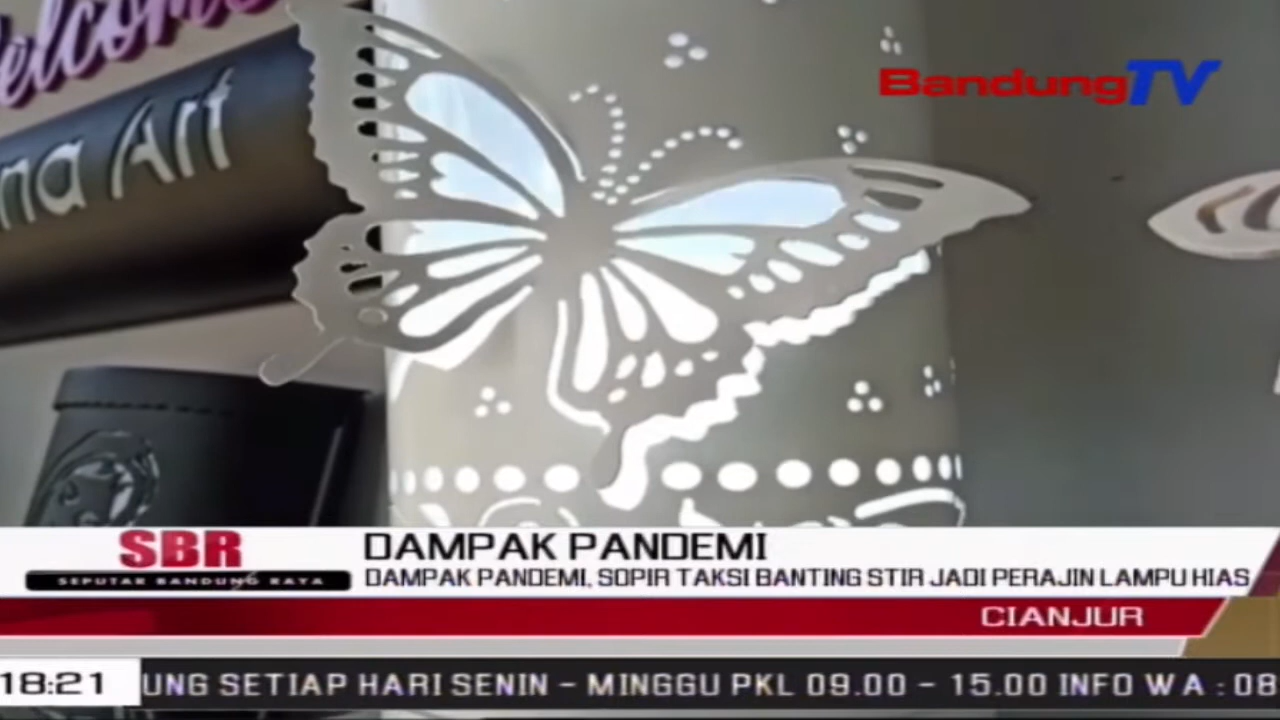 elcome
na Art
BandungTV
SBR
SEPUTAR BANDUNG RAYA
DAMPAK PANDEMI
DAMPAK PANDEMI, SOPIR TAKSI BANTING STIR JADI PERAJIN LAMPU HIAS
CIANJUR
18:21
UNG SETIAP HARI SENIN - MINGGU PKL 09.00 - 15.00 INFO WA : 08